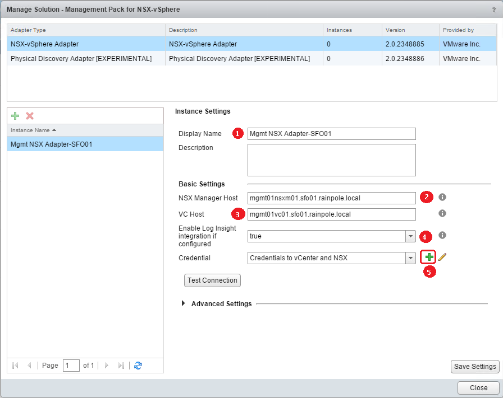 Manage Solution - Management Pack for NSX-vSphere ?
Adapter Type Description Instances Version Provided by
NSX-vSphere Adapter NSX-vSphere Adapter 0 2.0.2348885 VMware Inc.
Physical Discovery Adapter [EXPERIMENTAL] Physical Discovery Adapter [EXPERIMENTAL] 0 2.0.2348886 VMware Inc.
Instance Name
Mgmt NSX Adapter-SFO01
Instance Settings
Display Name 1 Mgmt NSX Adapter-SFO01
Description
Basic Settings
NSX Manager Host mgmt01nsxm01.sfo01.rainpole.local 2
VC Host 3 mgmt01vc01.sfo01.rainpole.local
Enable Log Insight
integration if
configured
true 4
Credential Credentials to vCenter and NSX
5
Test Connection
Advanced Settings
Page 1 of 1
Save Settings
Close